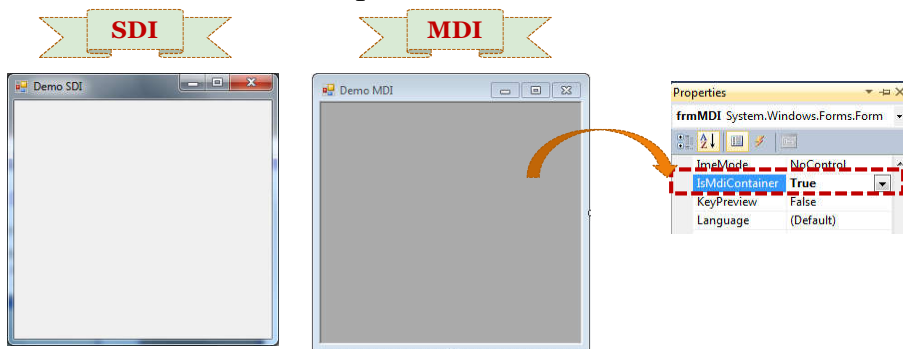 SDI
MDI
Demo SDI
Demo MDI
Properties
frmMDI System.Windows.Forms.Form
ImeMode NoControl
IsMdiContainer True
KeyPreview False
Language (Default)